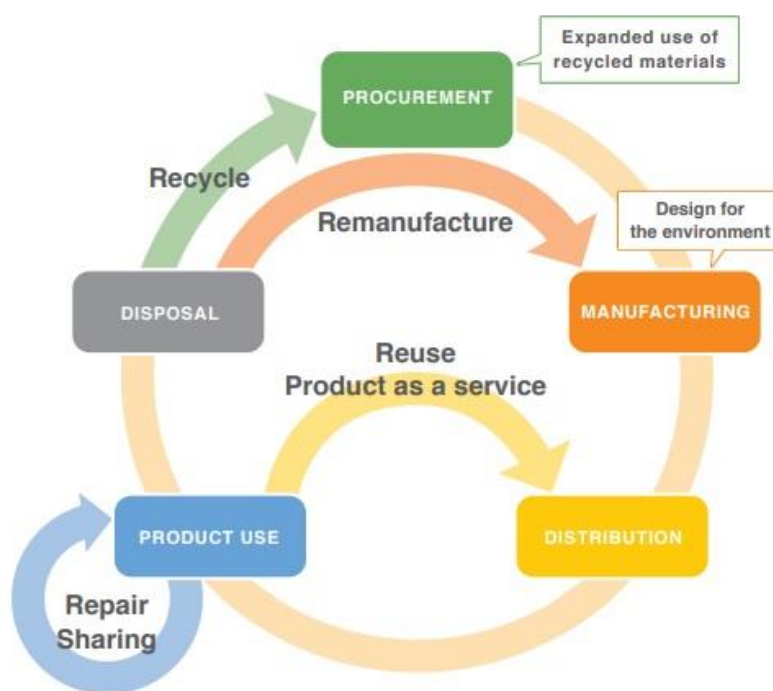 Expanded use of
recycled materials
PROCUREMENT
Recycle
Remanufacture
Design for
the environment
DISPOSAL
MANUFACTURING
Reuse
Product as a service
PRODUCT USE
DISTRIBUTION
Repair
Sharing